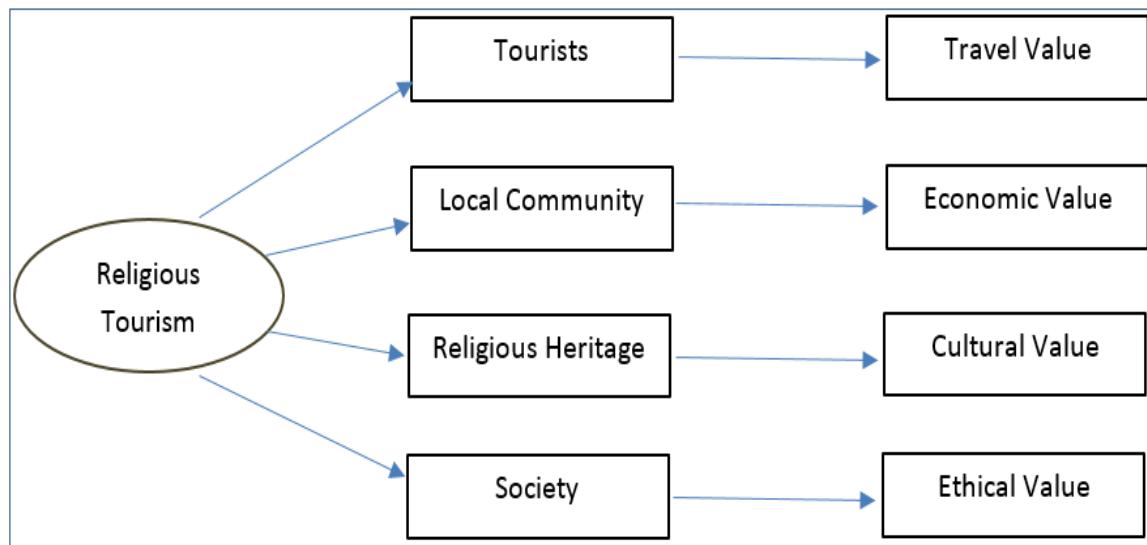 Tourists
Travel Value
Local Community
Economic Value
Religious
Tourism
Religious Heritage
Cultural Value
Society
Ethical Value